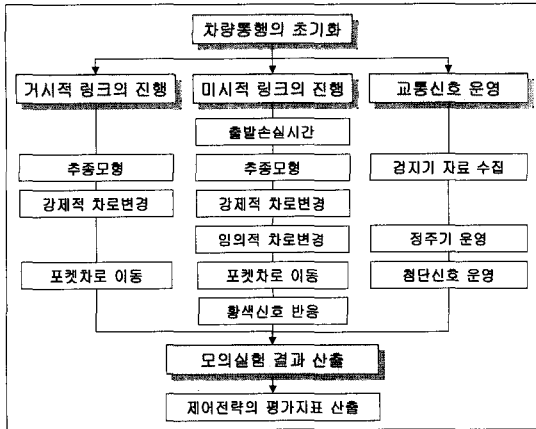 차량통행의 초기화
거시적 링크의 진행
추종모형
강제적 차로변경
포켓차로 이동
미시적 링크의 진행
출발손실시간
추종모형
강제적 차로변경
임의적 차로변경
포켓차로 이동
황색신호 반응
교통신호 운영
검지기 자료 수집
정주기 운영
첨단신호 운영
모의실험 결과 산출
제어전략의 평가지표 산출